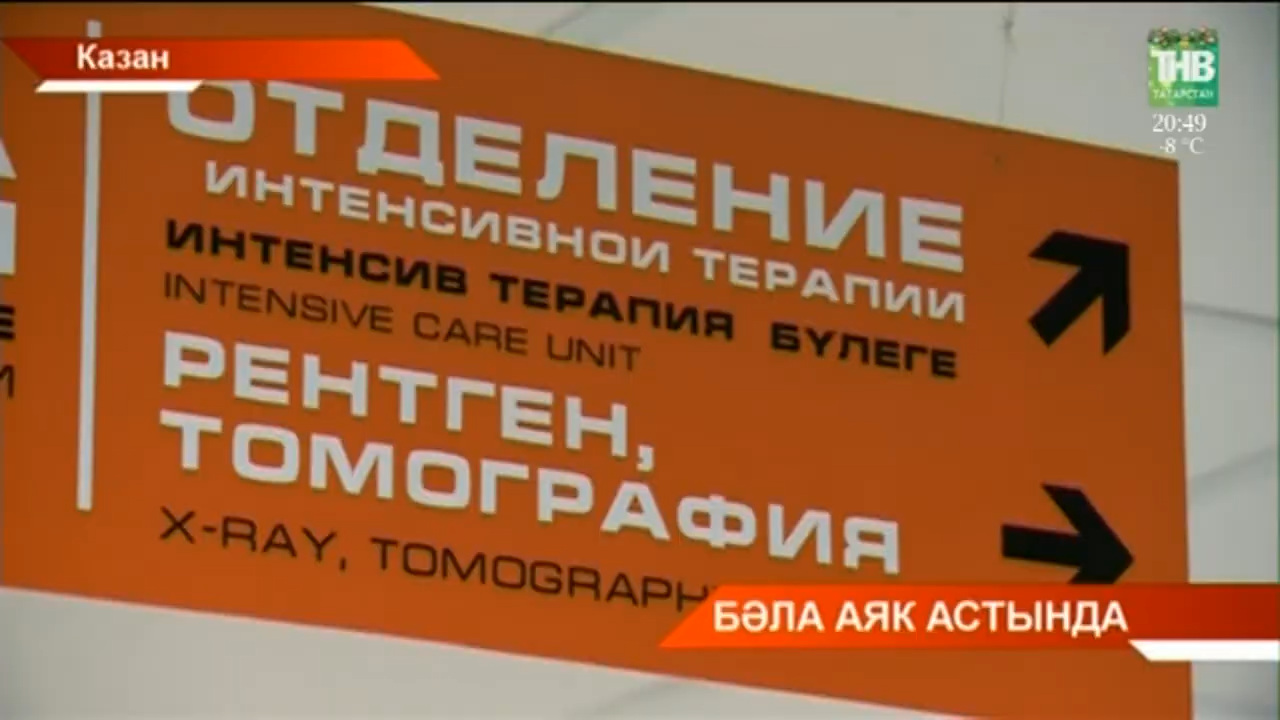 Казан
ТНВ
ТАТАРСТАН
20:49
-8 °C
ОТДЕЛЕНИЕ
ИНТЕНСИВНОЙ ТЕРАПИИ
ИНТЕНСИВ ТЕРАПИЯ БҮЛЕГЕ
INTENSIVE CARE UNIT
РЕНТГЕН,
ТОМОГРАФИЯ
X-RAY, TOMOGRAPH
БӘЛА АЯК АСТЫНДА